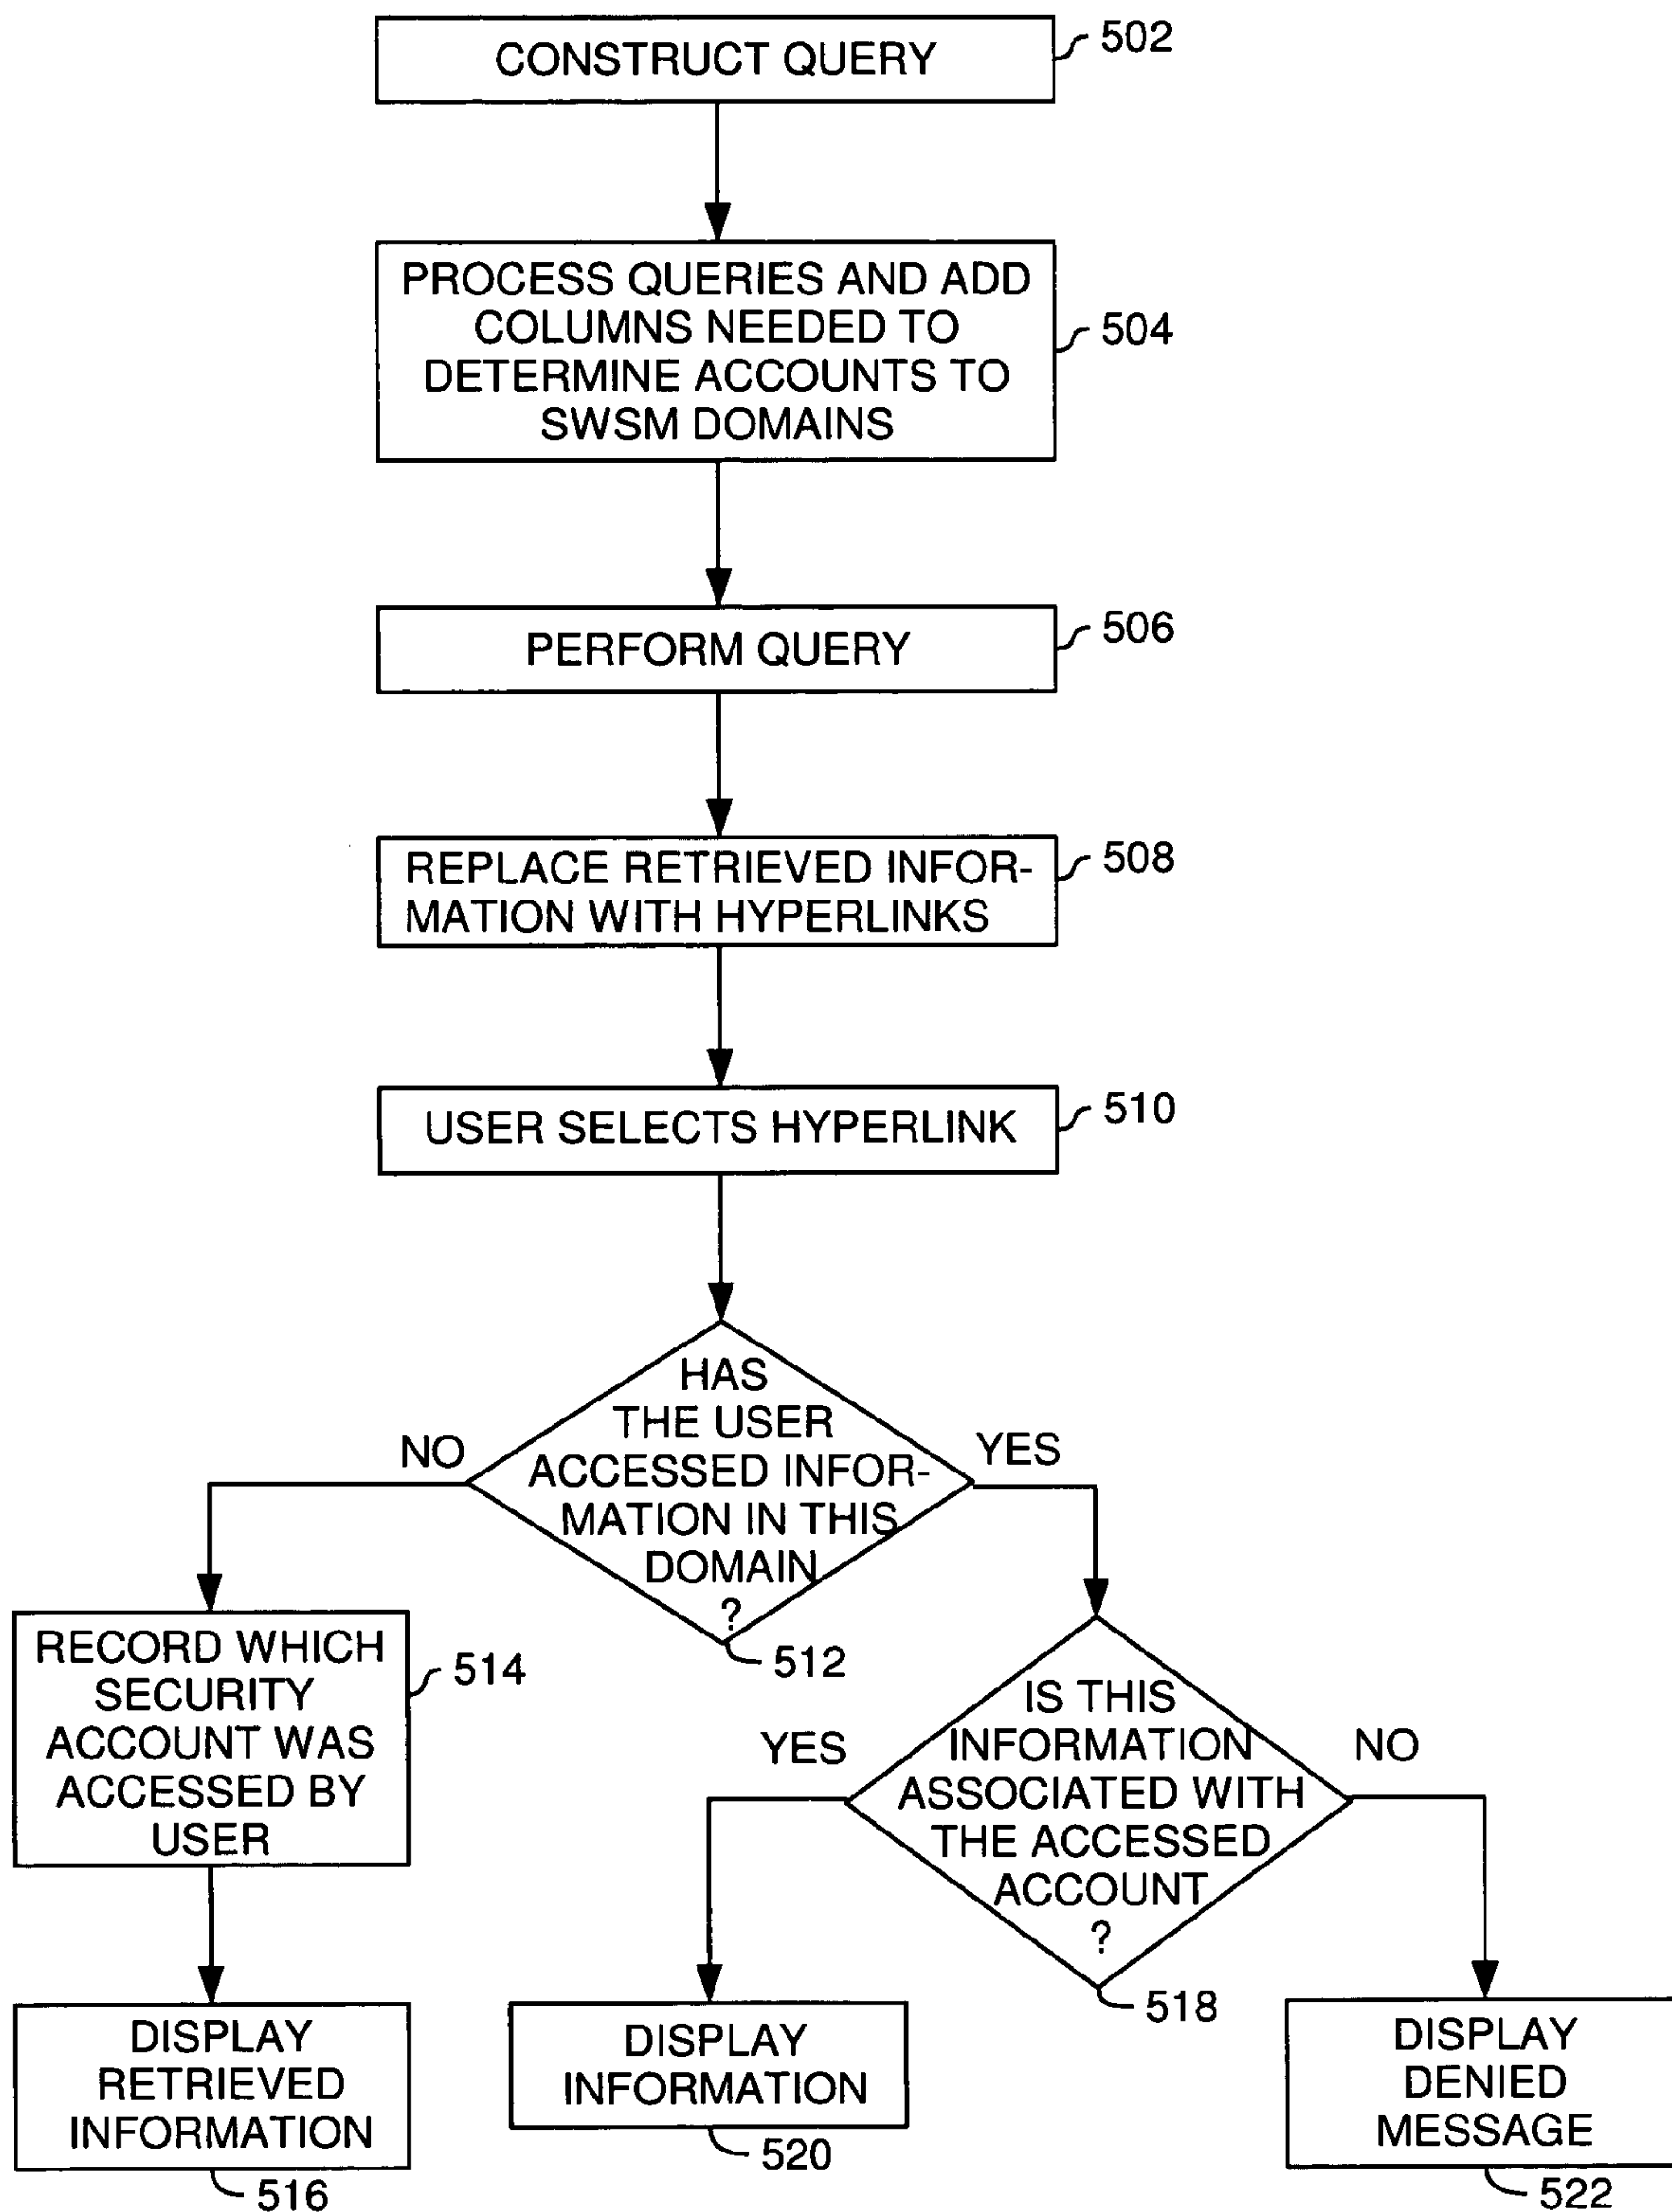 CONSTRUCT QUERY
502
PROCESS QUERIES AND ADD
COLUMNS NEEDED TO
DETERMINE ACCOUNTS TO
SWSM DOMAINS
504
PERFORM QUERY
506
REPLACE RETRIEVED INFOR-
MATION WITH HYPERLINKS
508
USER SELECTS HYPERLINK
510
HAS
THE USER
ACCESSED INFOR-
MATION IN THIS
DOMAIN
?
512
NO
YES
RECORD WHICH
SECURITY
ACCOUNT WAS
ACCESSED BY
USER
514
IS THIS
INFORMATION
ASSOCIATED WITH
THE ACCESSED
ACCOUNT
?
518
YES
NO
DISPLAY
RETRIEVED
INFORMATION
516
DISPLAY
INFORMATION
520
DISPLAY
DENIED
MESSAGE
522